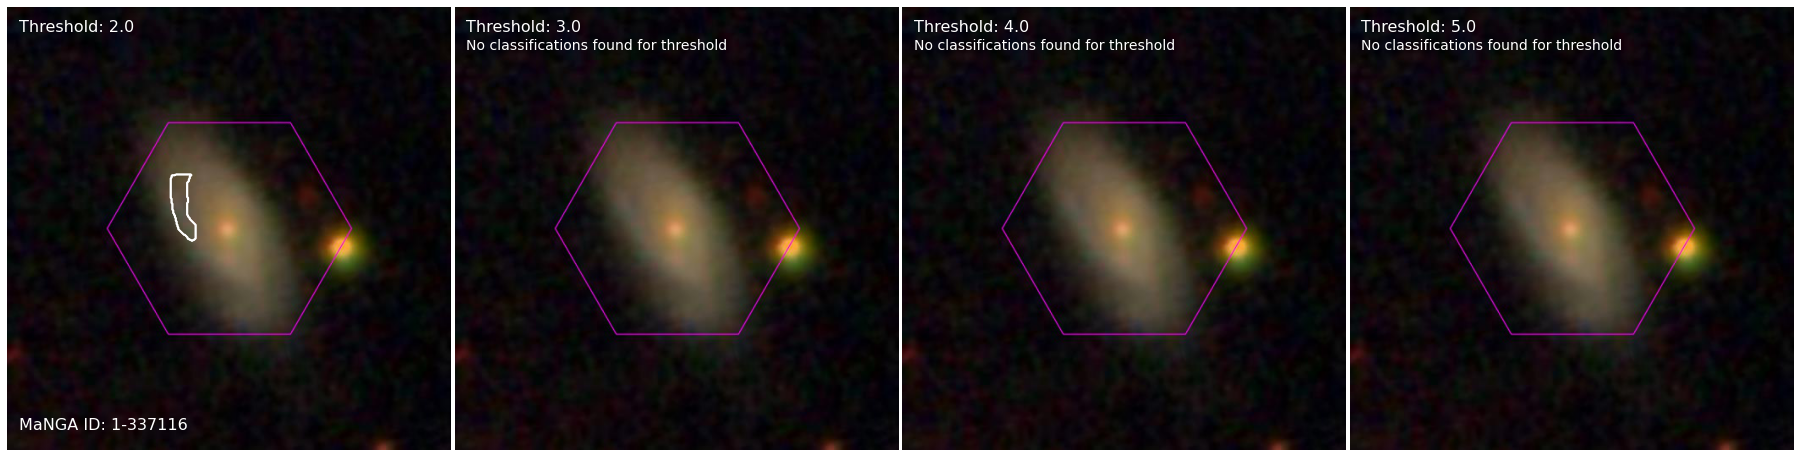 Threshold: 2.0
MaNGA ID: 1-337116
Threshold: 3.0
No classifications found for threshold
Threshold: 4.0
No classifications found for threshold
Threshold: 5.0
No classifications found for threshold